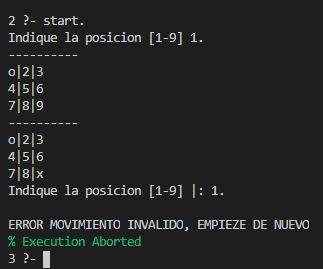 2 ?- start.
Indique la posicion [1-9] 1.
----------
o|2|3
4|5|6
7|8|9
----------
o|2|3
4|5|6
7|8|x
Indique la posicion [1-9] |: 1.
ERROR MOVIMIENTO INVALIDO, EMPIEZE DE NUEVO
% Execution Aborted
3 ?-